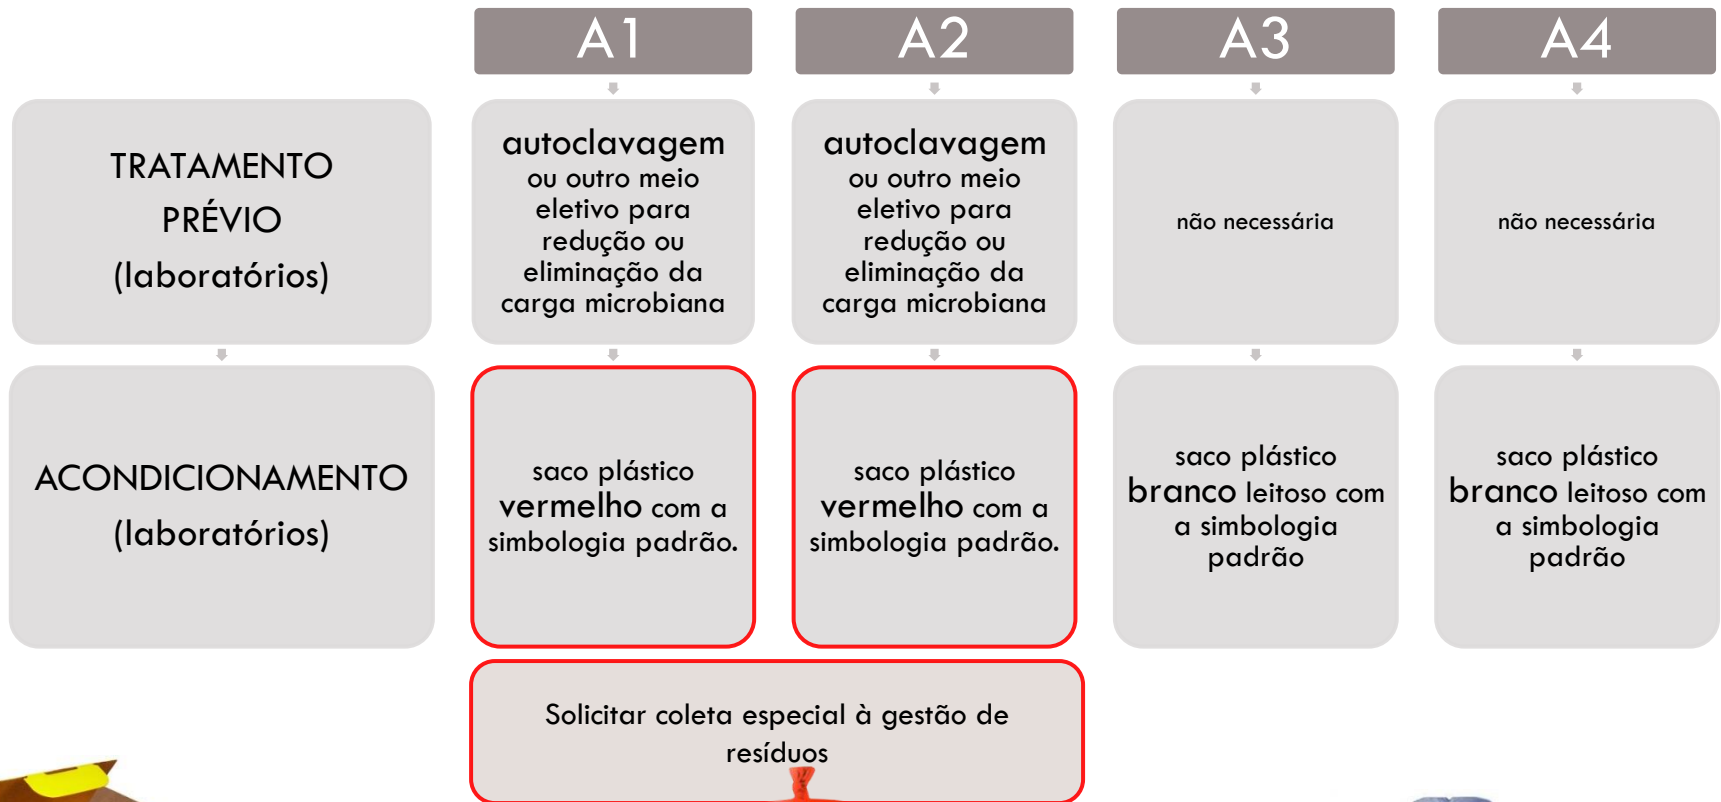 A1
A2
A3
A4
TRATAMENTO
PRÉVIO
(laboratórios)
autoclavagem
ou outro meio
eletivo para
redução ou
eliminação da
carga microbiana
autoclavagem
ou outro meio
eletivo para
redução ou
eliminação da
carga microbiana
não necessária
não necessária
ACONDICIONAMENTO
(laboratórios)
saco plástico
vermelho com a
simbologia padrão.
saco plástico
vermelho com a
simbologia padrão.
saco plástico
branco leitoso com
a simbologia
padrão
saco plástico
branco leitoso com
a simbologia
padrão
Solicitar coleta especial à gestão de
resíduos